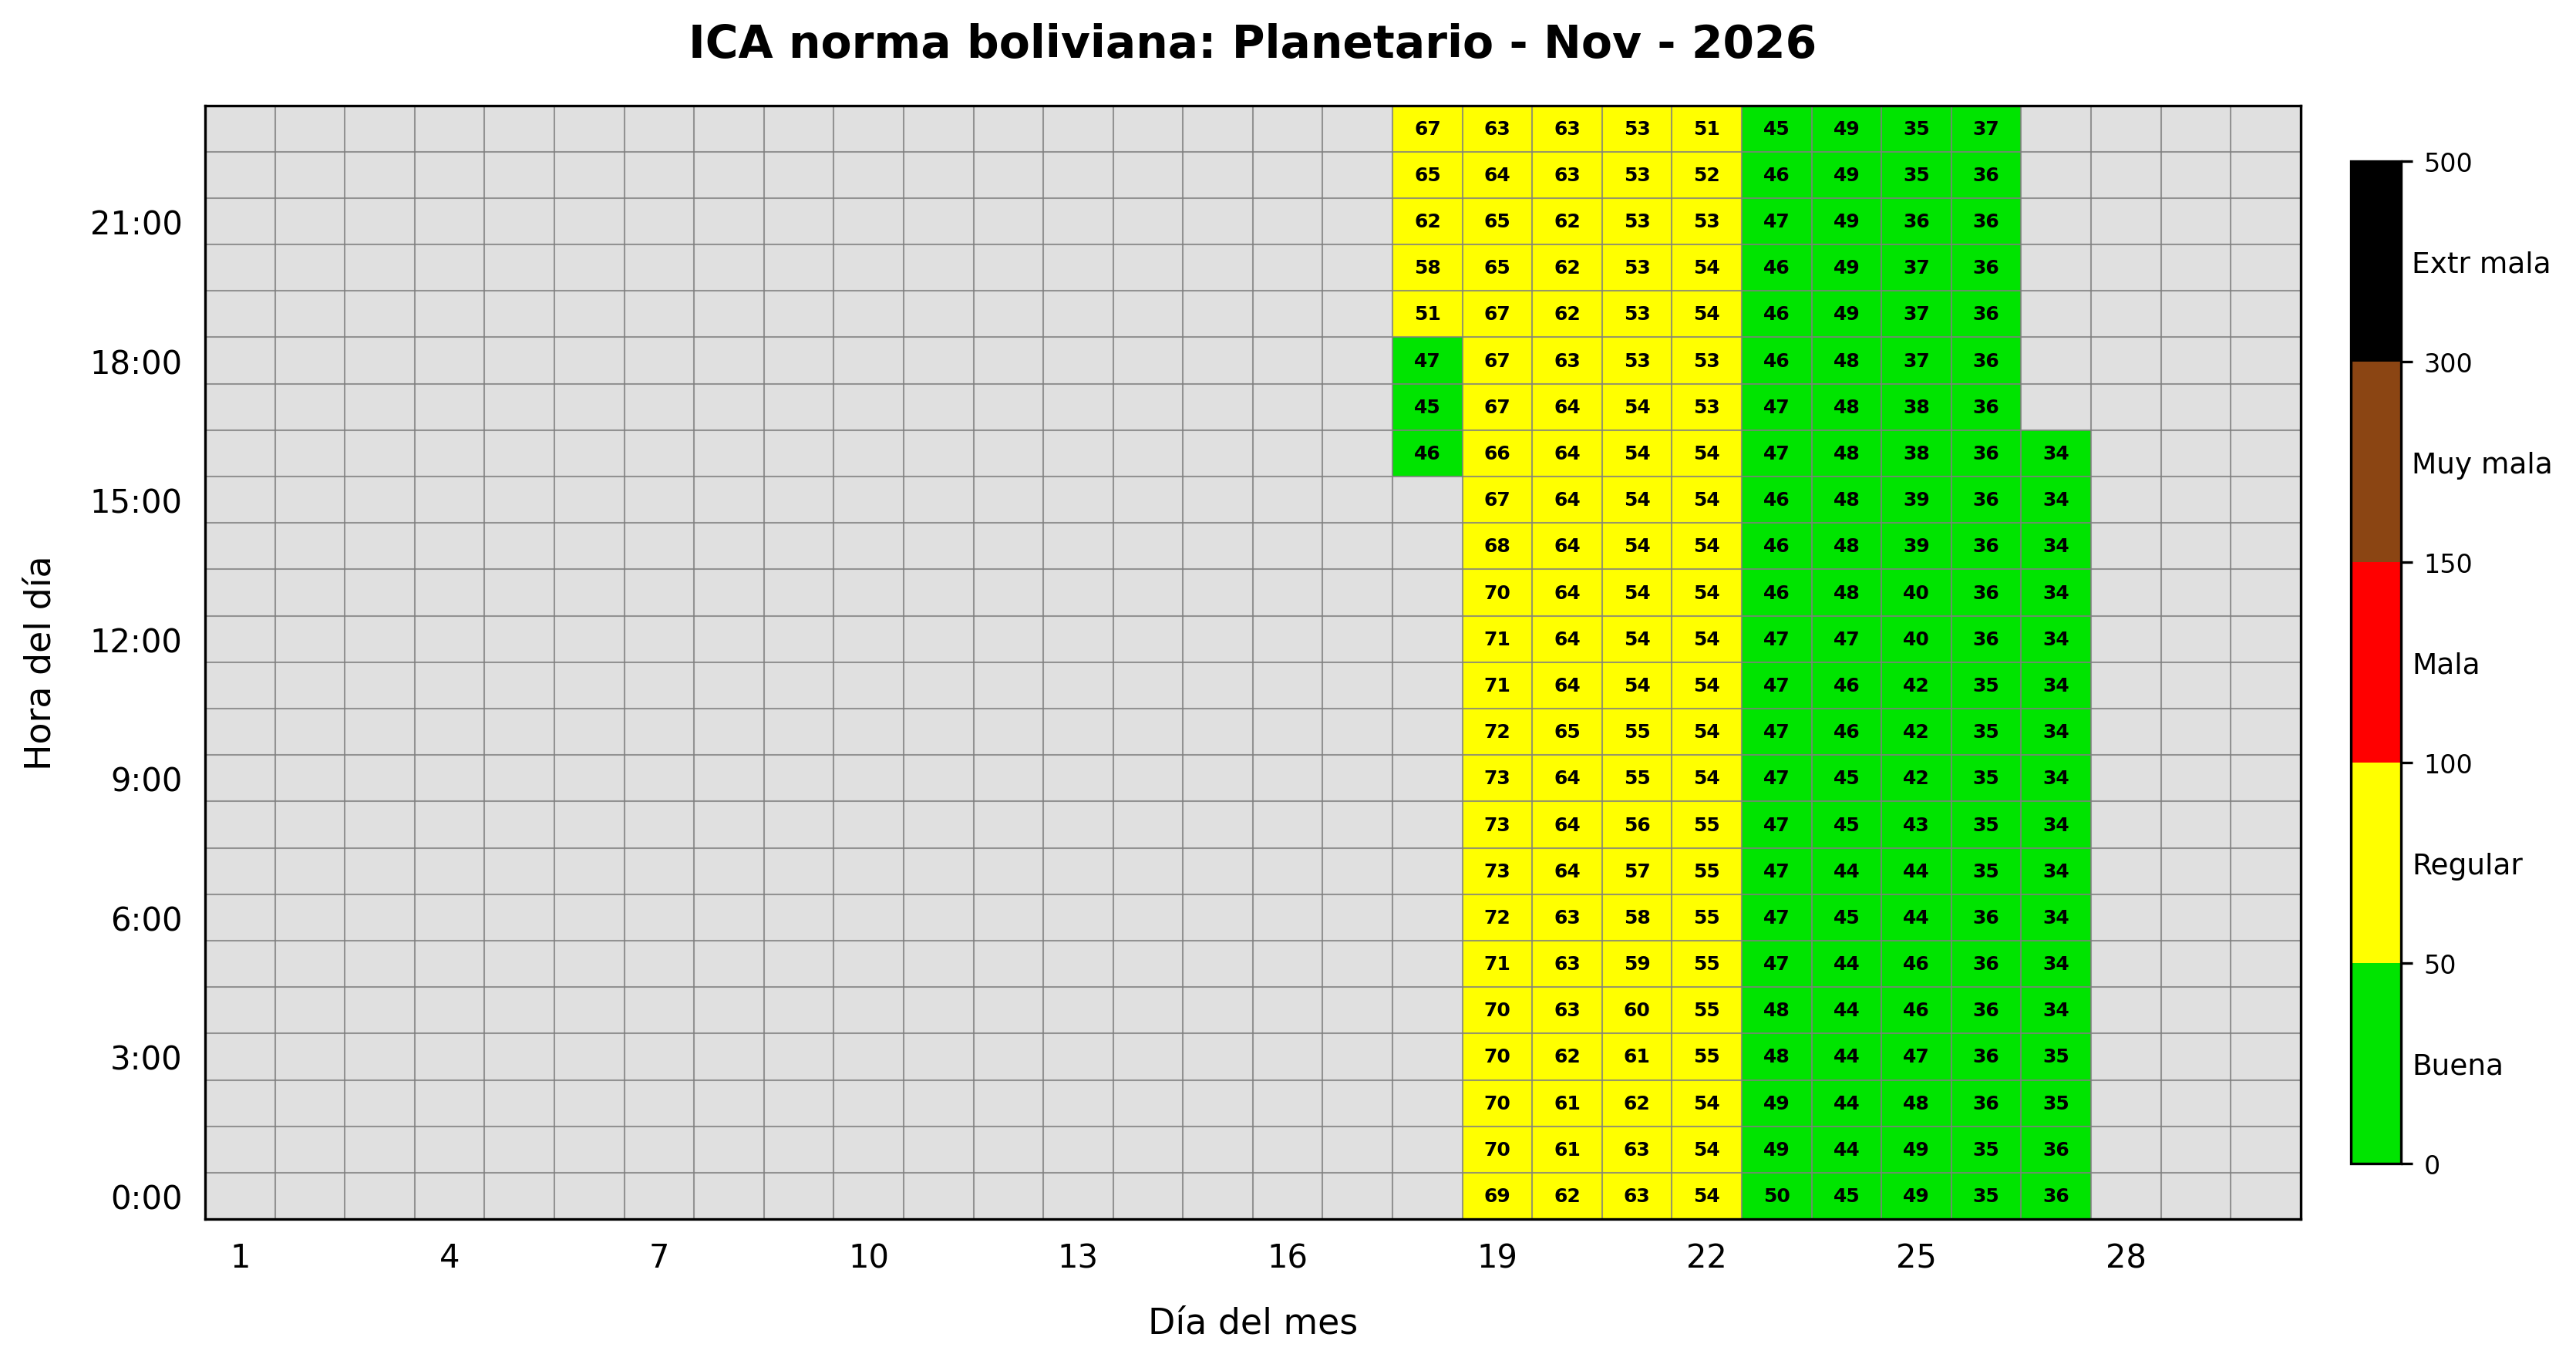 ICA norma boliviana: Planetario - Nov - 2026
67 63 63 53 51 45 49 35 37
500
65 64 63 53 52 46 49 35 36
21:00 62 65 62 53 53 47 49 36 36
58 65 62 53 54 46 49 37 36
Extr mala
51 67 62 53 54 46 49 37 36
18:00 47 67 63 53 53 46 48 37 36
300
45 67 64 54 53 47 48 38 36
46 66 64 54 54 47 48 38 36 34
Muy mala
15:00 67 64 54 54 46 48 39 36 34
68 64 54 54 46 48 39 36 34
150
70 64 54 54 46 48 40 36 34
12:00 71 64 54 54 47 47 40 36 34
Mala
71 64 54 54 47 46 42 35 34
72 65 55 54 47 46 42 35 34
100
9:00 73 64 55 54 47 45 42 35 34
73 64 56 55 47 45 43 35 34
73 64 57 55 47 44 44 35 34
Regular
6:00 72 63 58 55 47 45 44 36 34
71 63 59 55 47 44 46 36 34
50
70 63 60 55 48 44 46 36 34
3:00 70 62 61 55 48 44 47 36 35
Buena
70 61 62 54 49 44 48 36 35
70 61 63 54 49 44 49 35 36
0
0:00 69 62 63 54 50 45 49 35 36
1 4 7 10 13 16 19 22 25 28
Hora del día
Día del mes